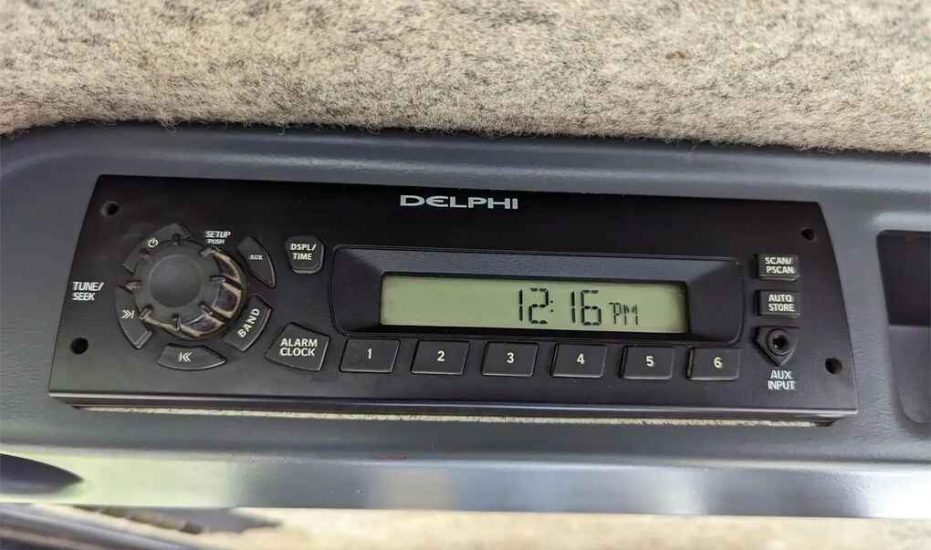 DELPHI
SETUP
PUSH
AUX
DSPL/
TIME
SCAN/
PSCAN
TUNE/
SEEK
12:16 PM
AUTO
STORE
BAND
ALARM
CLOCK
1 2 3 4 5 6
AUX
INPUT